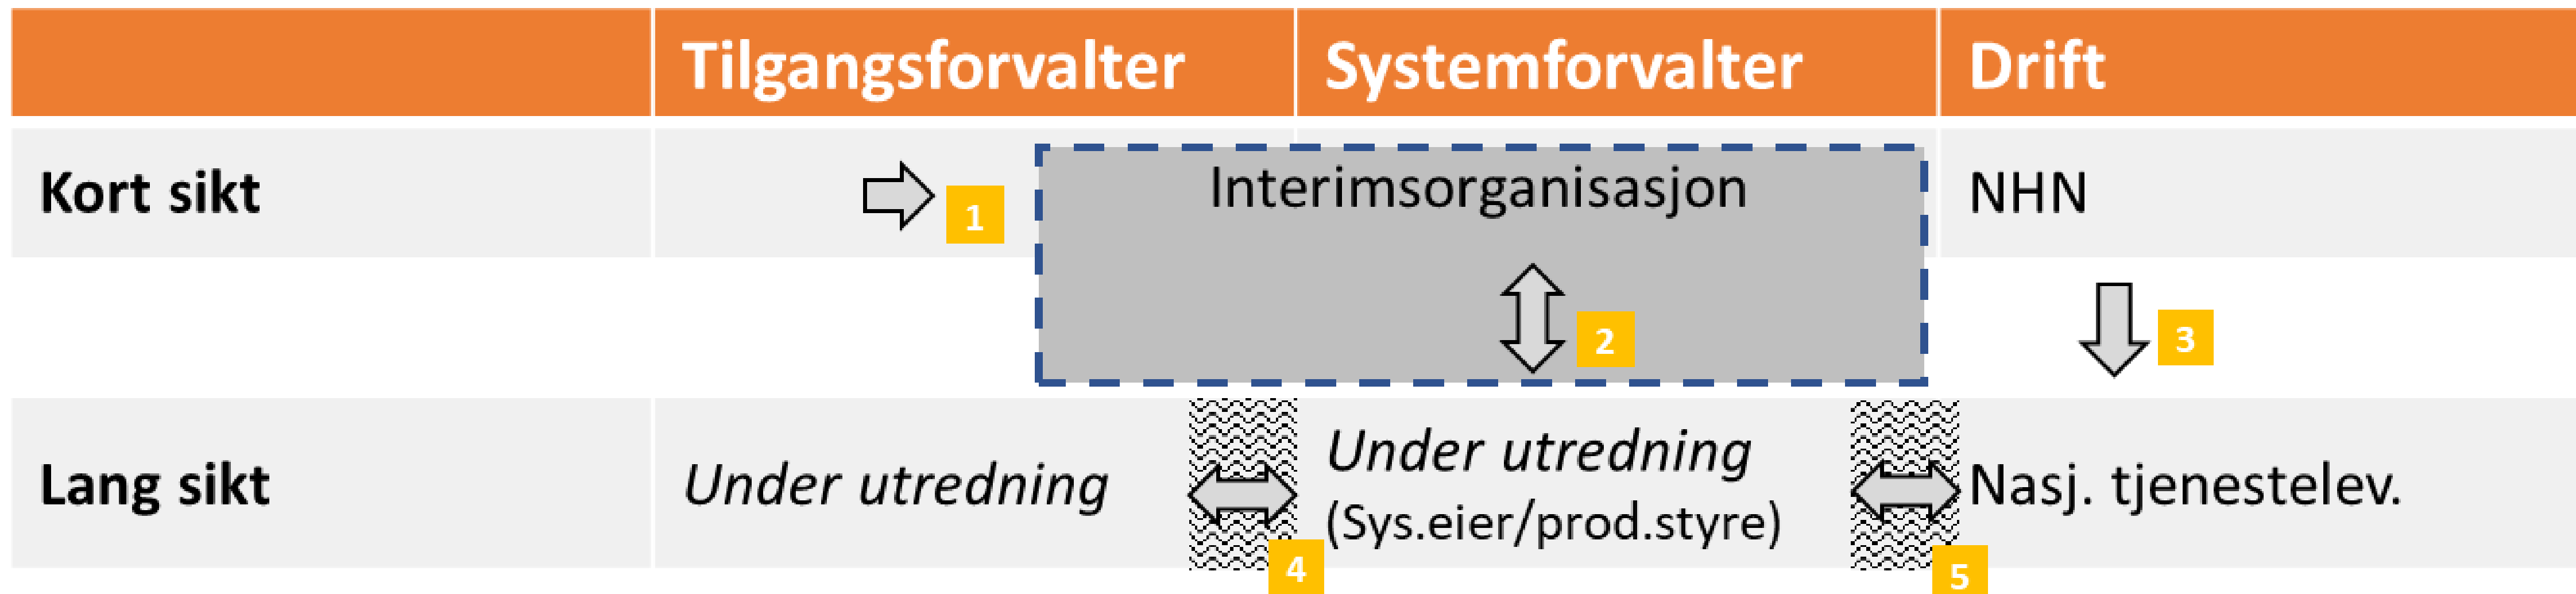 Tilgangsforvalter Systemforvalter Drift
Kort sikt 1 Interimsorganisasjon NHN
2 3
Lang sikt Under utredning Under utredning Nasj. tjenestelev.
(Sys.eier/prod.styre)
4 5